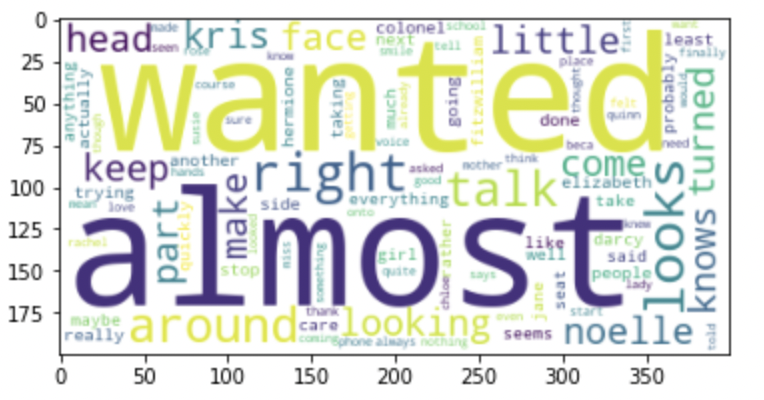 0
25
50
75
100
125
150
175
0 50 100 150 200 250 300 350
head made seen kris rose face know colonel next smile school tell little first want least finally
anything actually though wanted course susie sure hermione taking getting much already voice going fitzwilliam done place thought felt quinn beca need probably would turned
keep another hands right asked good mother think come elizabeth take
trying mean love part quickly make looked side everything onto talk looks knows
rachel almost stop miss something girl quite rather chloe says like well jane seat darcy said people knew lady start told
maybe really around thank care coming looking phone always nothing even seems noelle